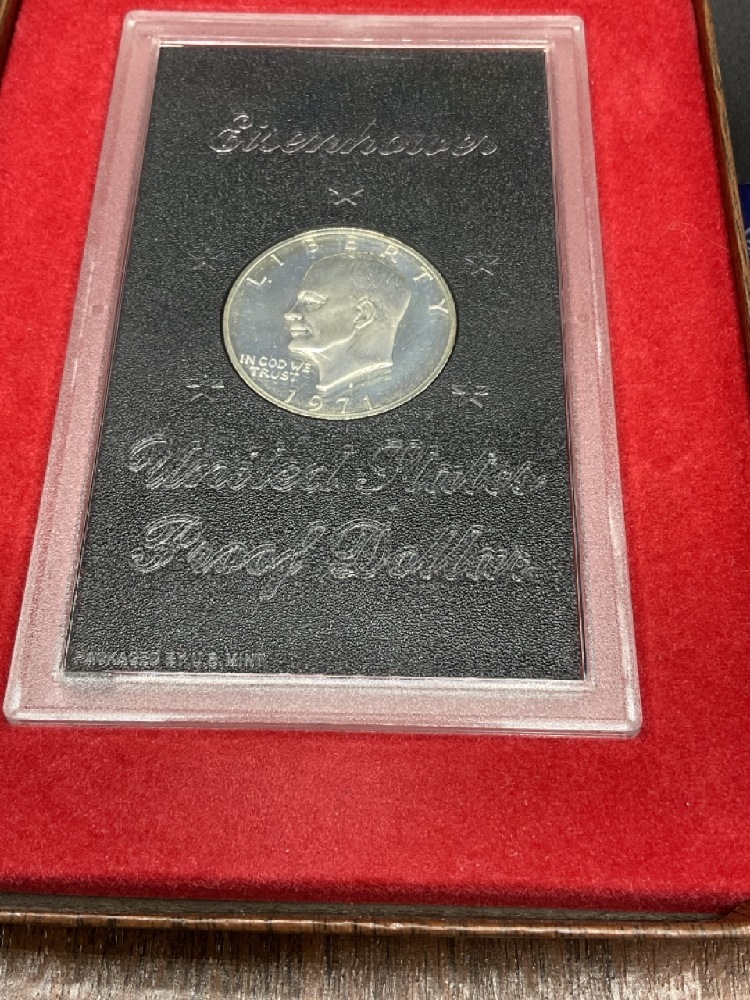 Eisenhower
LIBERTY
IN GOD WE
TRUST
1971
United States
Proof Dollar
PACKAGED BY U.S. MINT